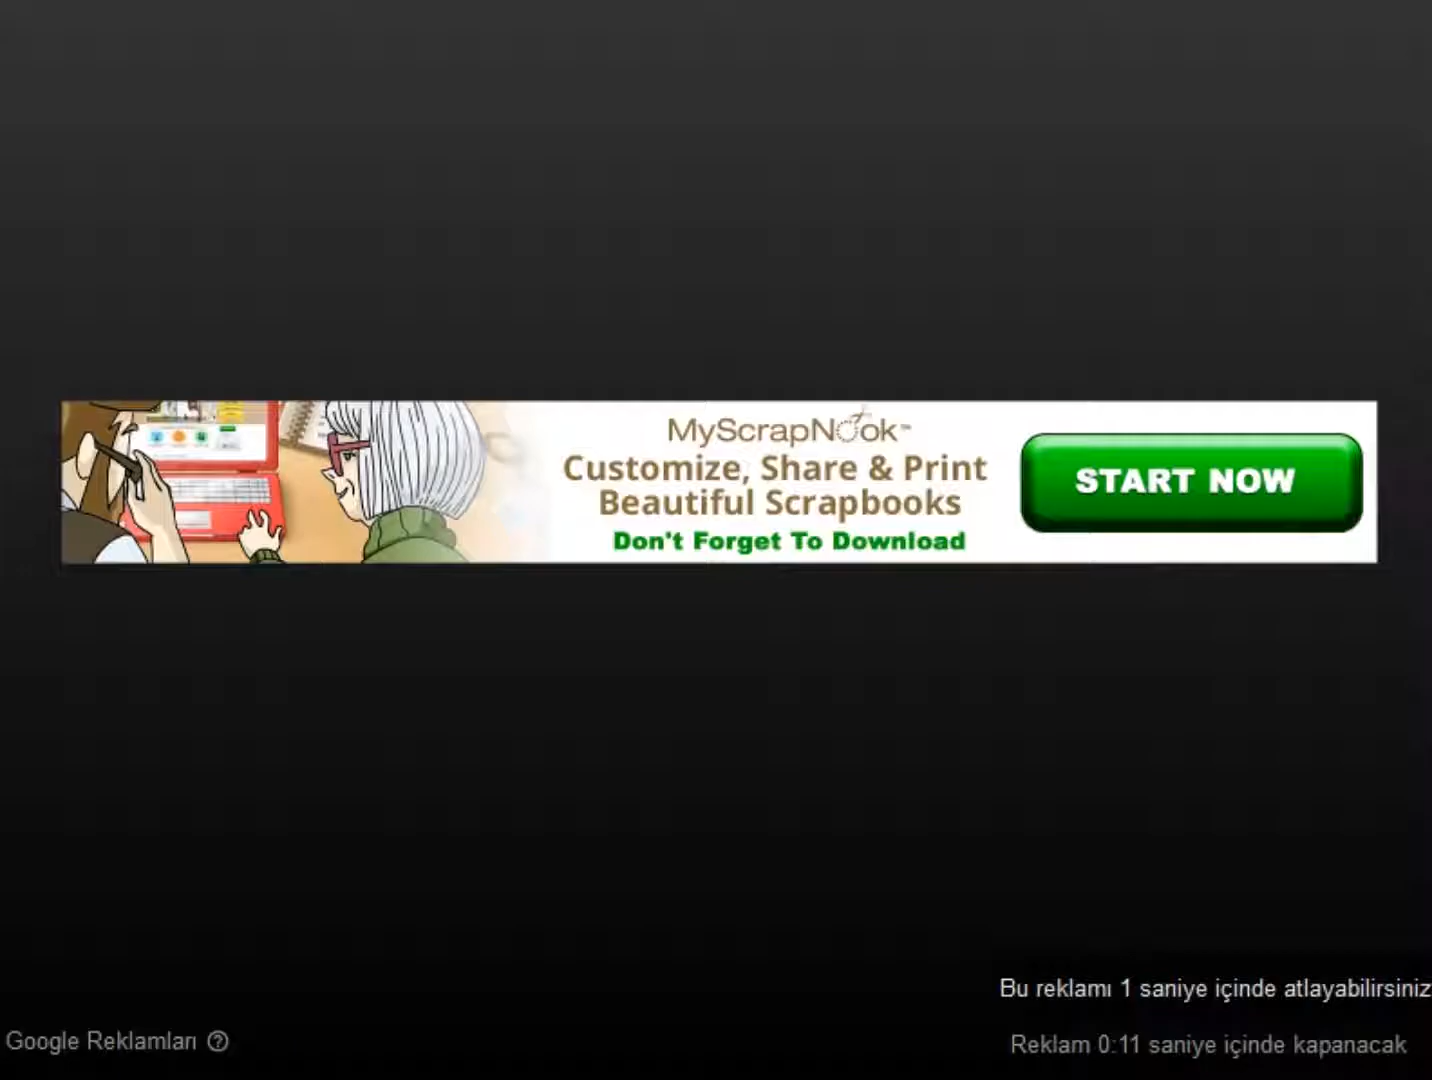 MyScrapNook™
Customize, Share & Print
Beautiful Scrapbooks
Don't Forget To Download
START NOW
Bu reklamı 1 saniye içinde atlayabilirsiniz
Google Reklamları
Reklam 0:11 saniye içinde kapanacak